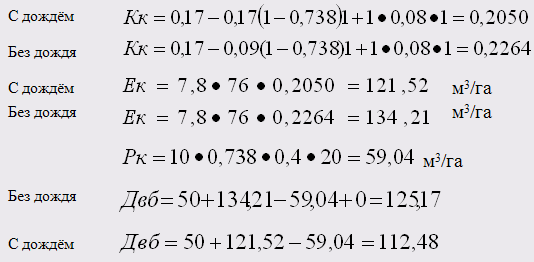 С дождём Кк = 0,17 – 0,17(1 – 0,738)1 + 1 • 0,08 • 1 = 0,2050
Без дождя Кк = 0,17 – 0,09(1 – 0,738)1 + 1 • 0,08 • 1 = 0,2264
С дождём Ек = 7,8 • 76 • 0,2050 = 121,52 м³/га
Без дождя Ек = 7,8 • 76 • 0,2264 = 134,21 м³/га
Рк = 10 • 0,738 • 0,4 • 20 = 59,04 м³/га
Без дождя Двб = 50 + 134,21 – 59,04 + 0 = 125,17
С дождём Двб = 50 + 121,52 – 59,04 = 112,48